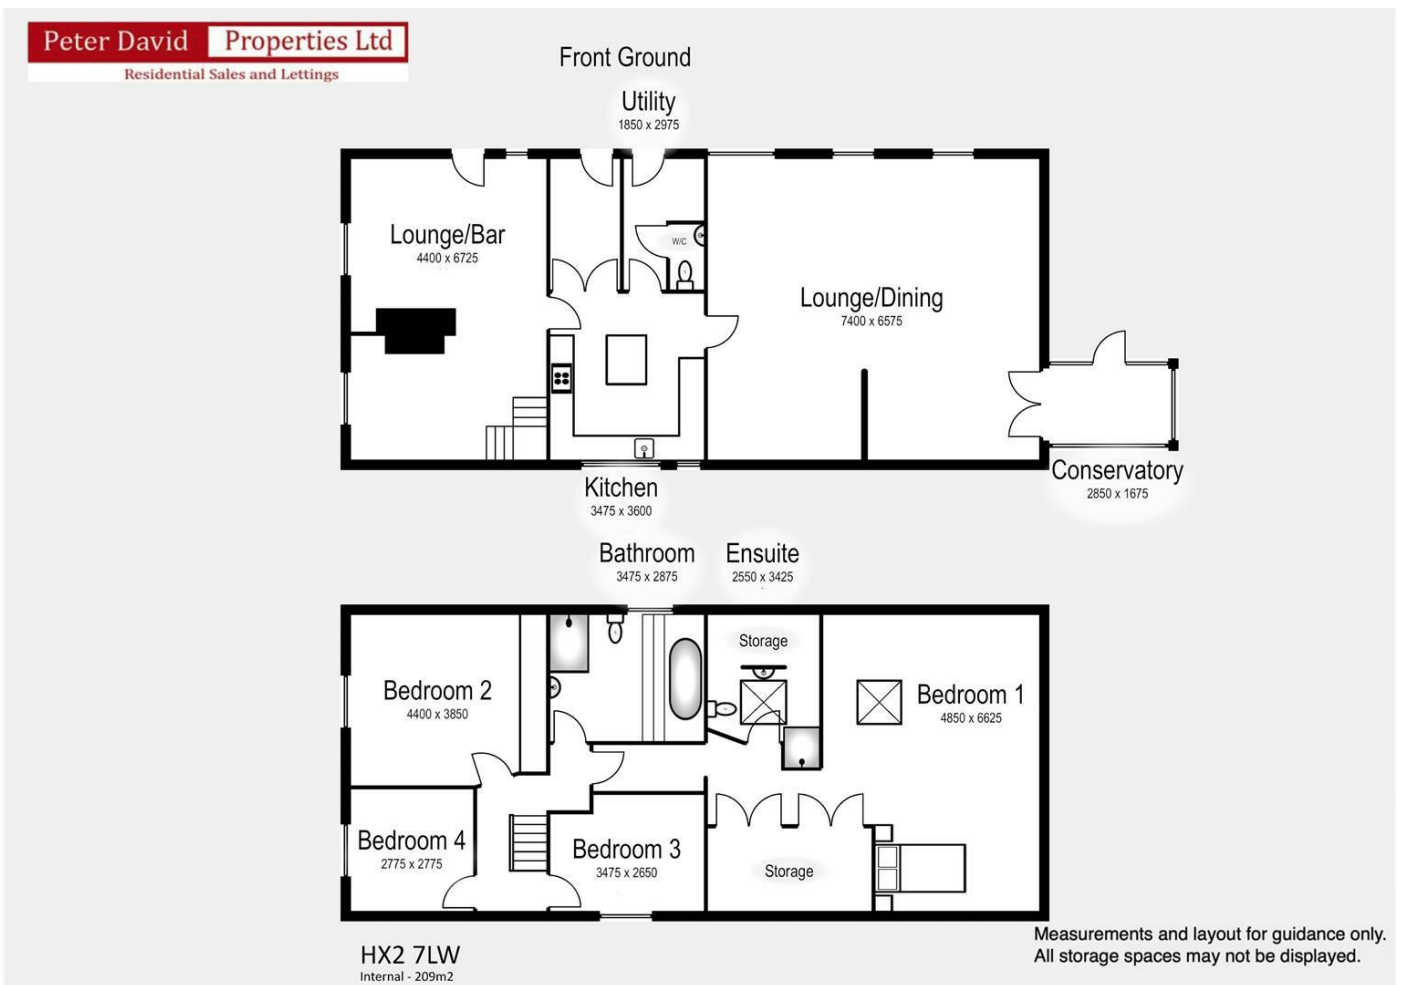 Peter David Properties Ltd
Residential Sales and Lettings
Front Ground
Utility
1850 x 2975
Lounge/Bar
4400 x 6725
W/C
Lounge/Dining
7400 x 6575
Conservatory
2850 x 1675
Kitchen
3475 x 3600
Bathroom
3475 x 2875
Ensuite
2550 x 3425
Storage
Bedroom 2
4400 x 3850
Bedroom 1
4850 x 6625
Bedroom 4
2775 x 2775
Bedroom 3
3475 x 2650
Storage
HX2 7LW
Internal - 209m2
Measurements and layout for guidance only.
All storage spaces may not be displayed.